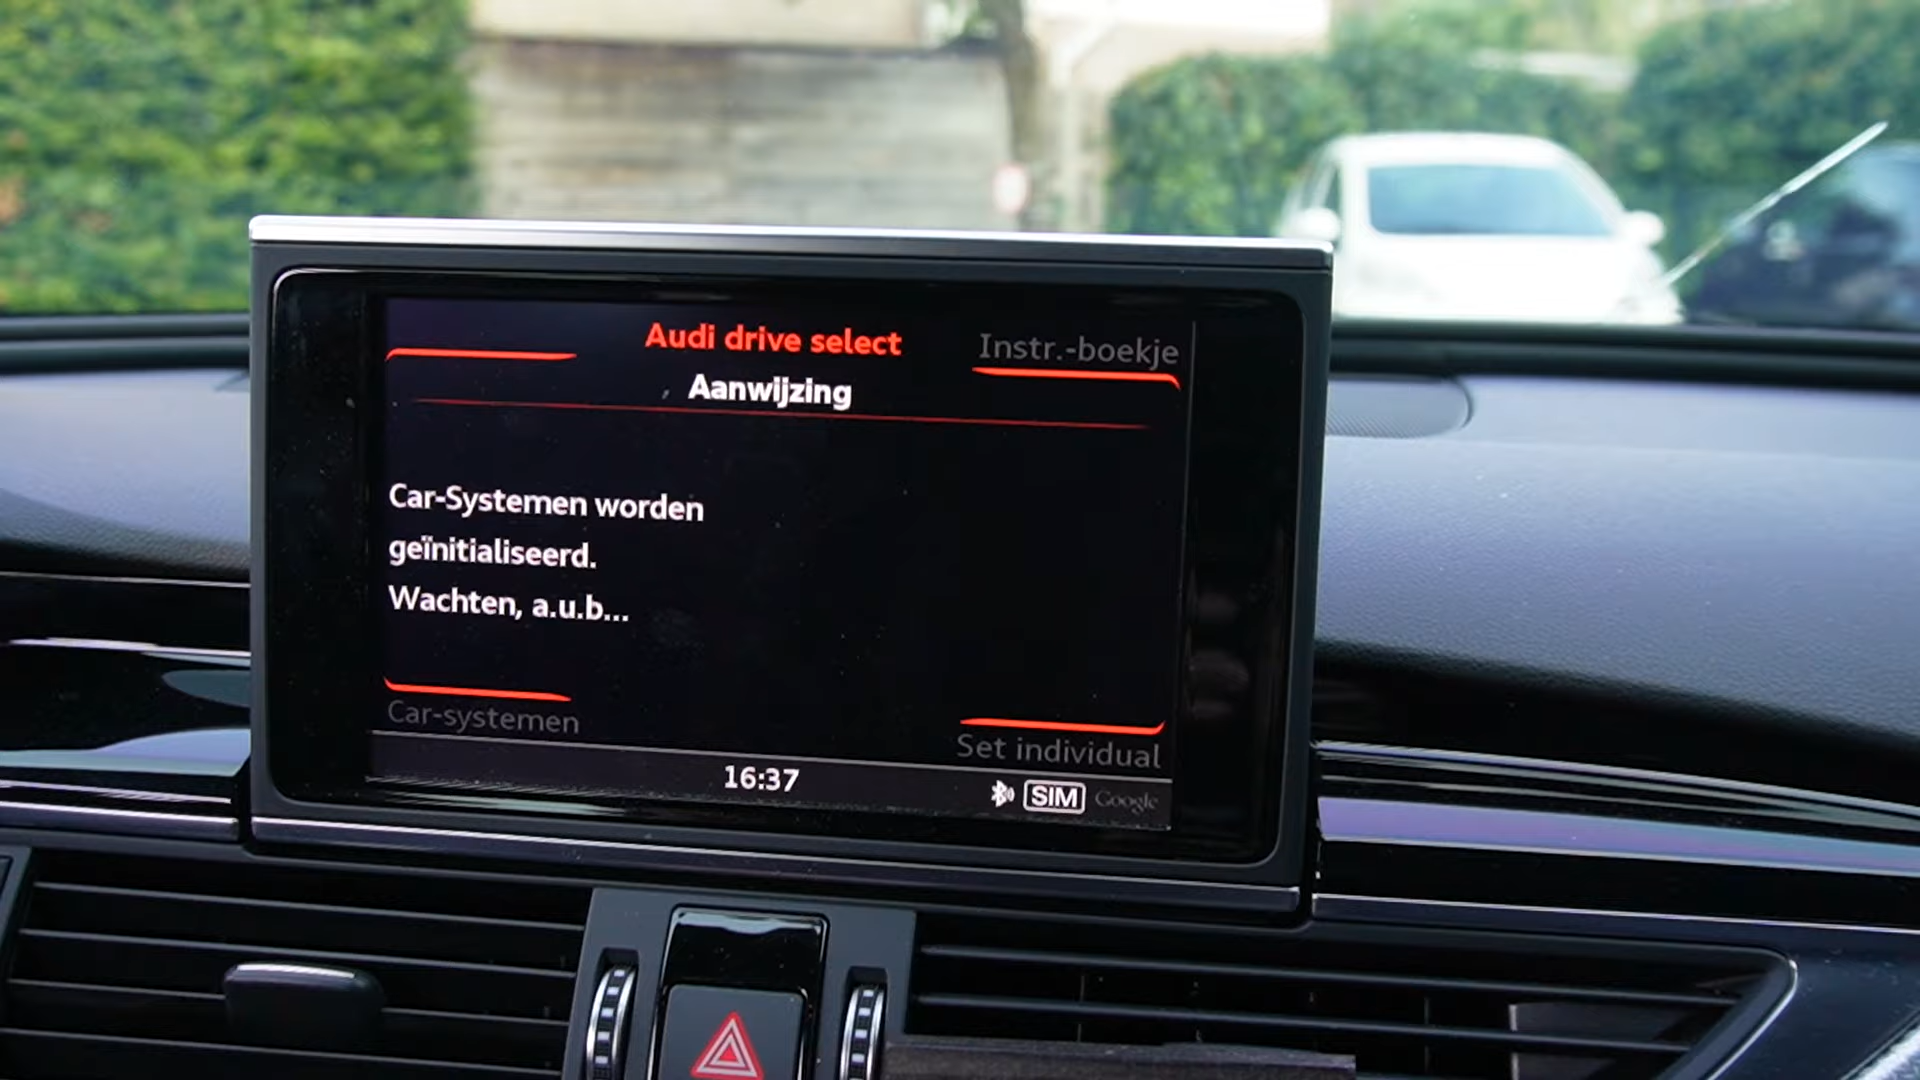 Audi drive select
Instr.-boekje
Aanwijzing
Car-Systemen worden
geïnitialiseerd.
Wachten, a.u.b...
Car-systemen
Set individual
16:37
SIM
Google